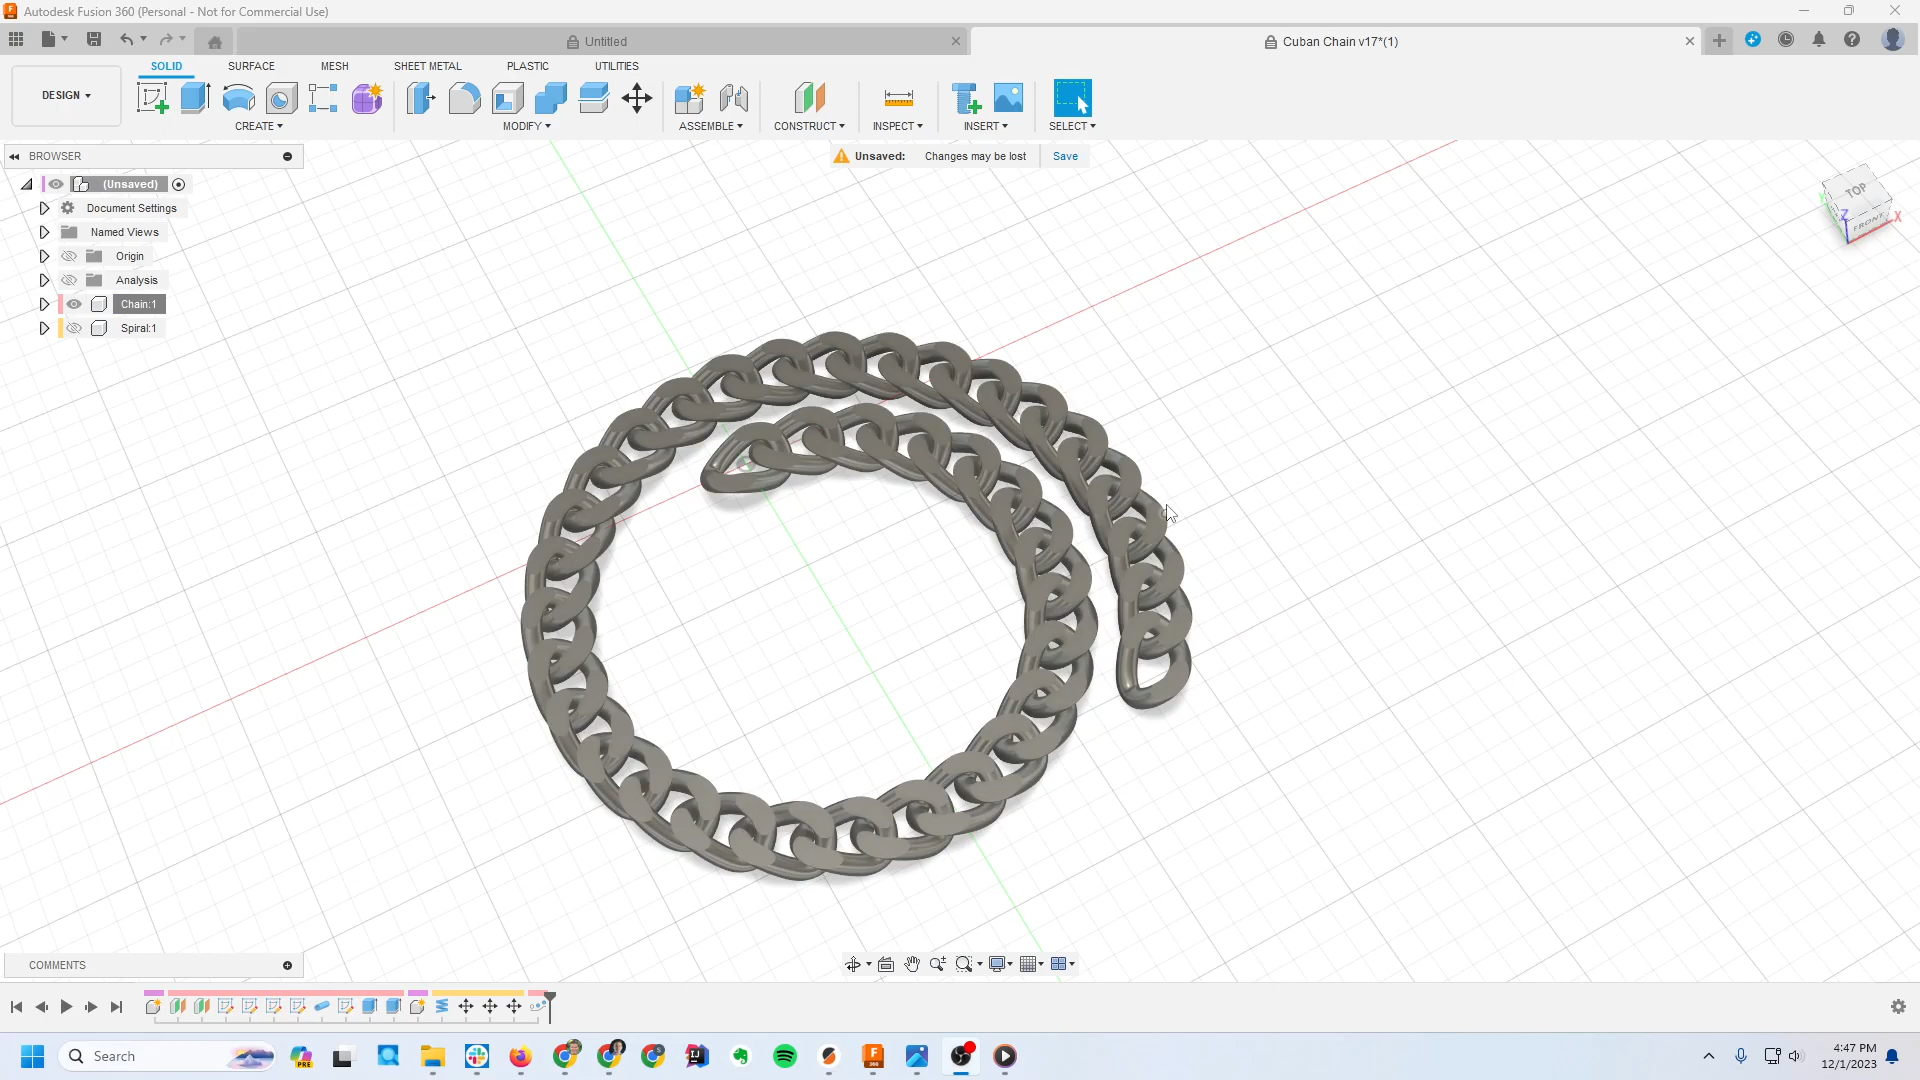 Autodesk Fusion 360 (Personal - Not for Commercial Use)
Untitled
Cuban Chain v17*(1)
DESIGN
SOLID
SURFACE
MESH
SHEET METAL
PLASTIC
UTILITIES
CREATE
MODIFY
ASSEMBLE
CONSTRUCT
INSPECT
INSERT
SELECT
BROWSER
Unsaved: Changes may be lost Save
(Unsaved)
Document Settings
Named Views
Origin
Analysis
Chain:1
Spiral:1
TOP
FRONT
Z
X
COMMENTS
Search
PRE
4:47 PM
12/1/2023